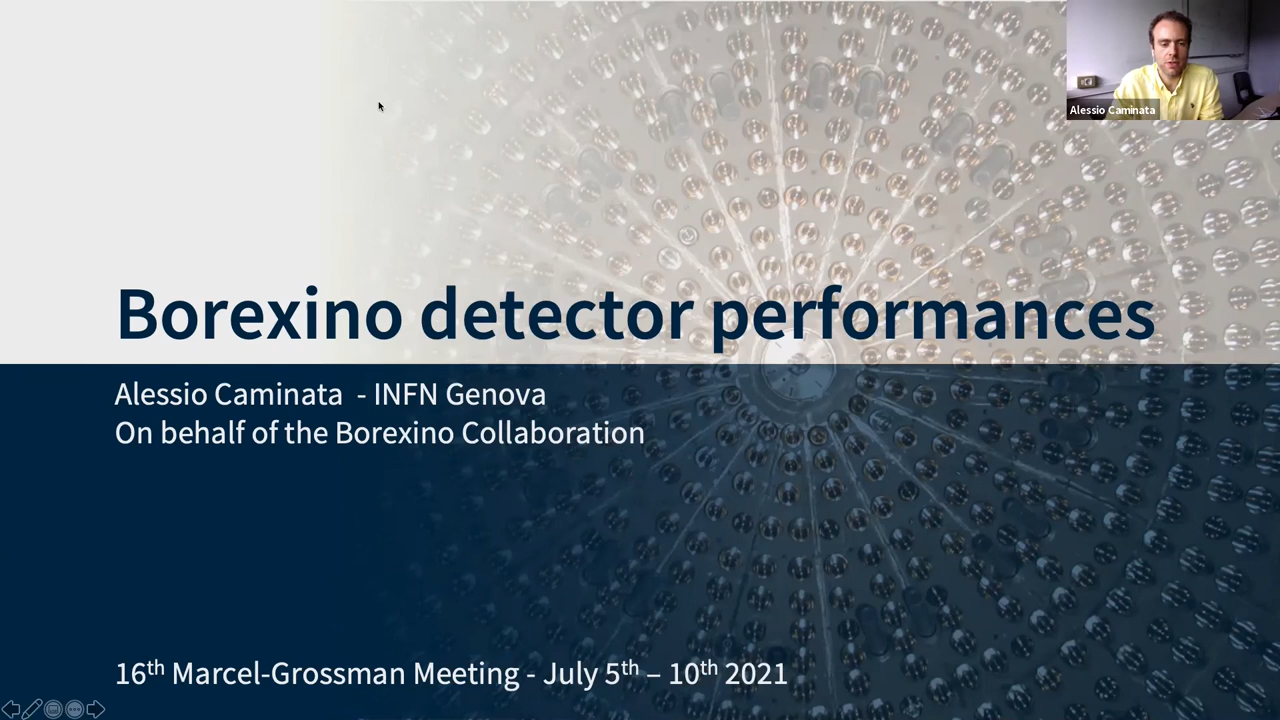 Alessio Caminata
Borexino detector performances
Alessio Caminata - INFN Genova
On behalf of the Borexino Collaboration
16th Marcel-Grossman Meeting - July 5th – 10th 2021